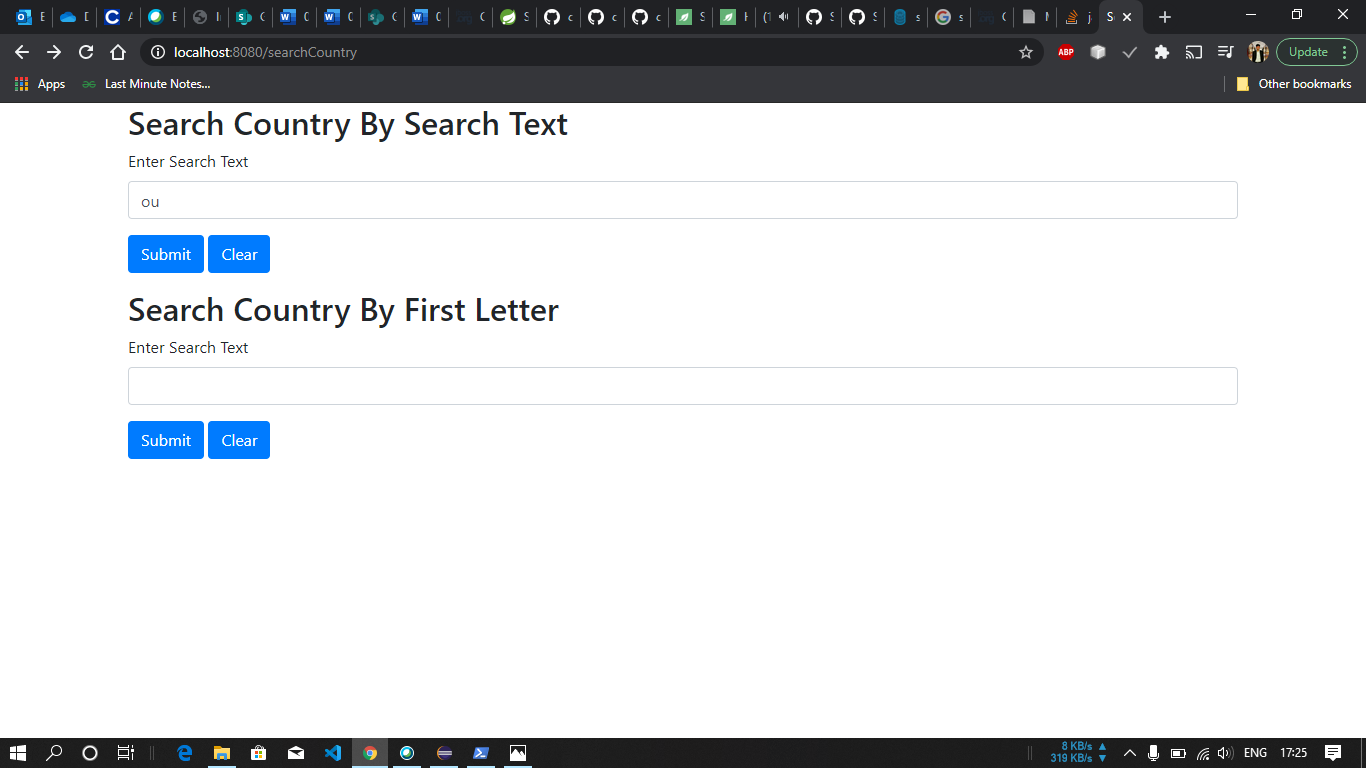 localhost:8080/searchCountry
ABP
Update
Apps
Last Minute Notes...
Other bookmarks
Search Country By Search Text
Enter Search Text
ou
Submit Clear
Search Country By First Letter
Enter Search Text
Submit Clear
8 KB/s
319 KB/s
ENG
17:25